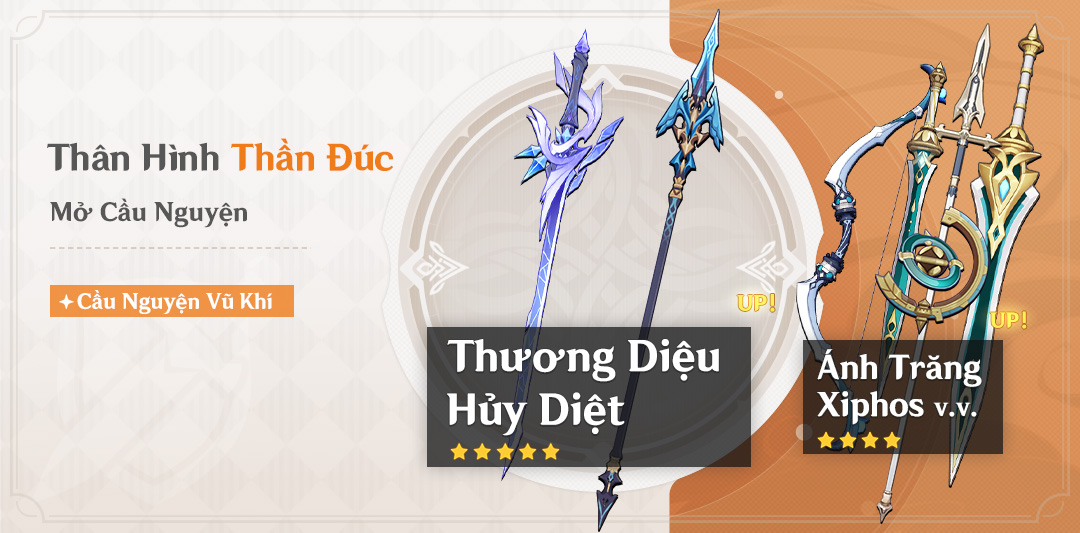 Thân Hình Thần Đúc
Mở Cầu Nguyện
Cầu Nguyện Vũ Khí
UP!
Thương Diệu
Hủy Diệt
UP!
Ánh Trăng
Xiphos v.v.